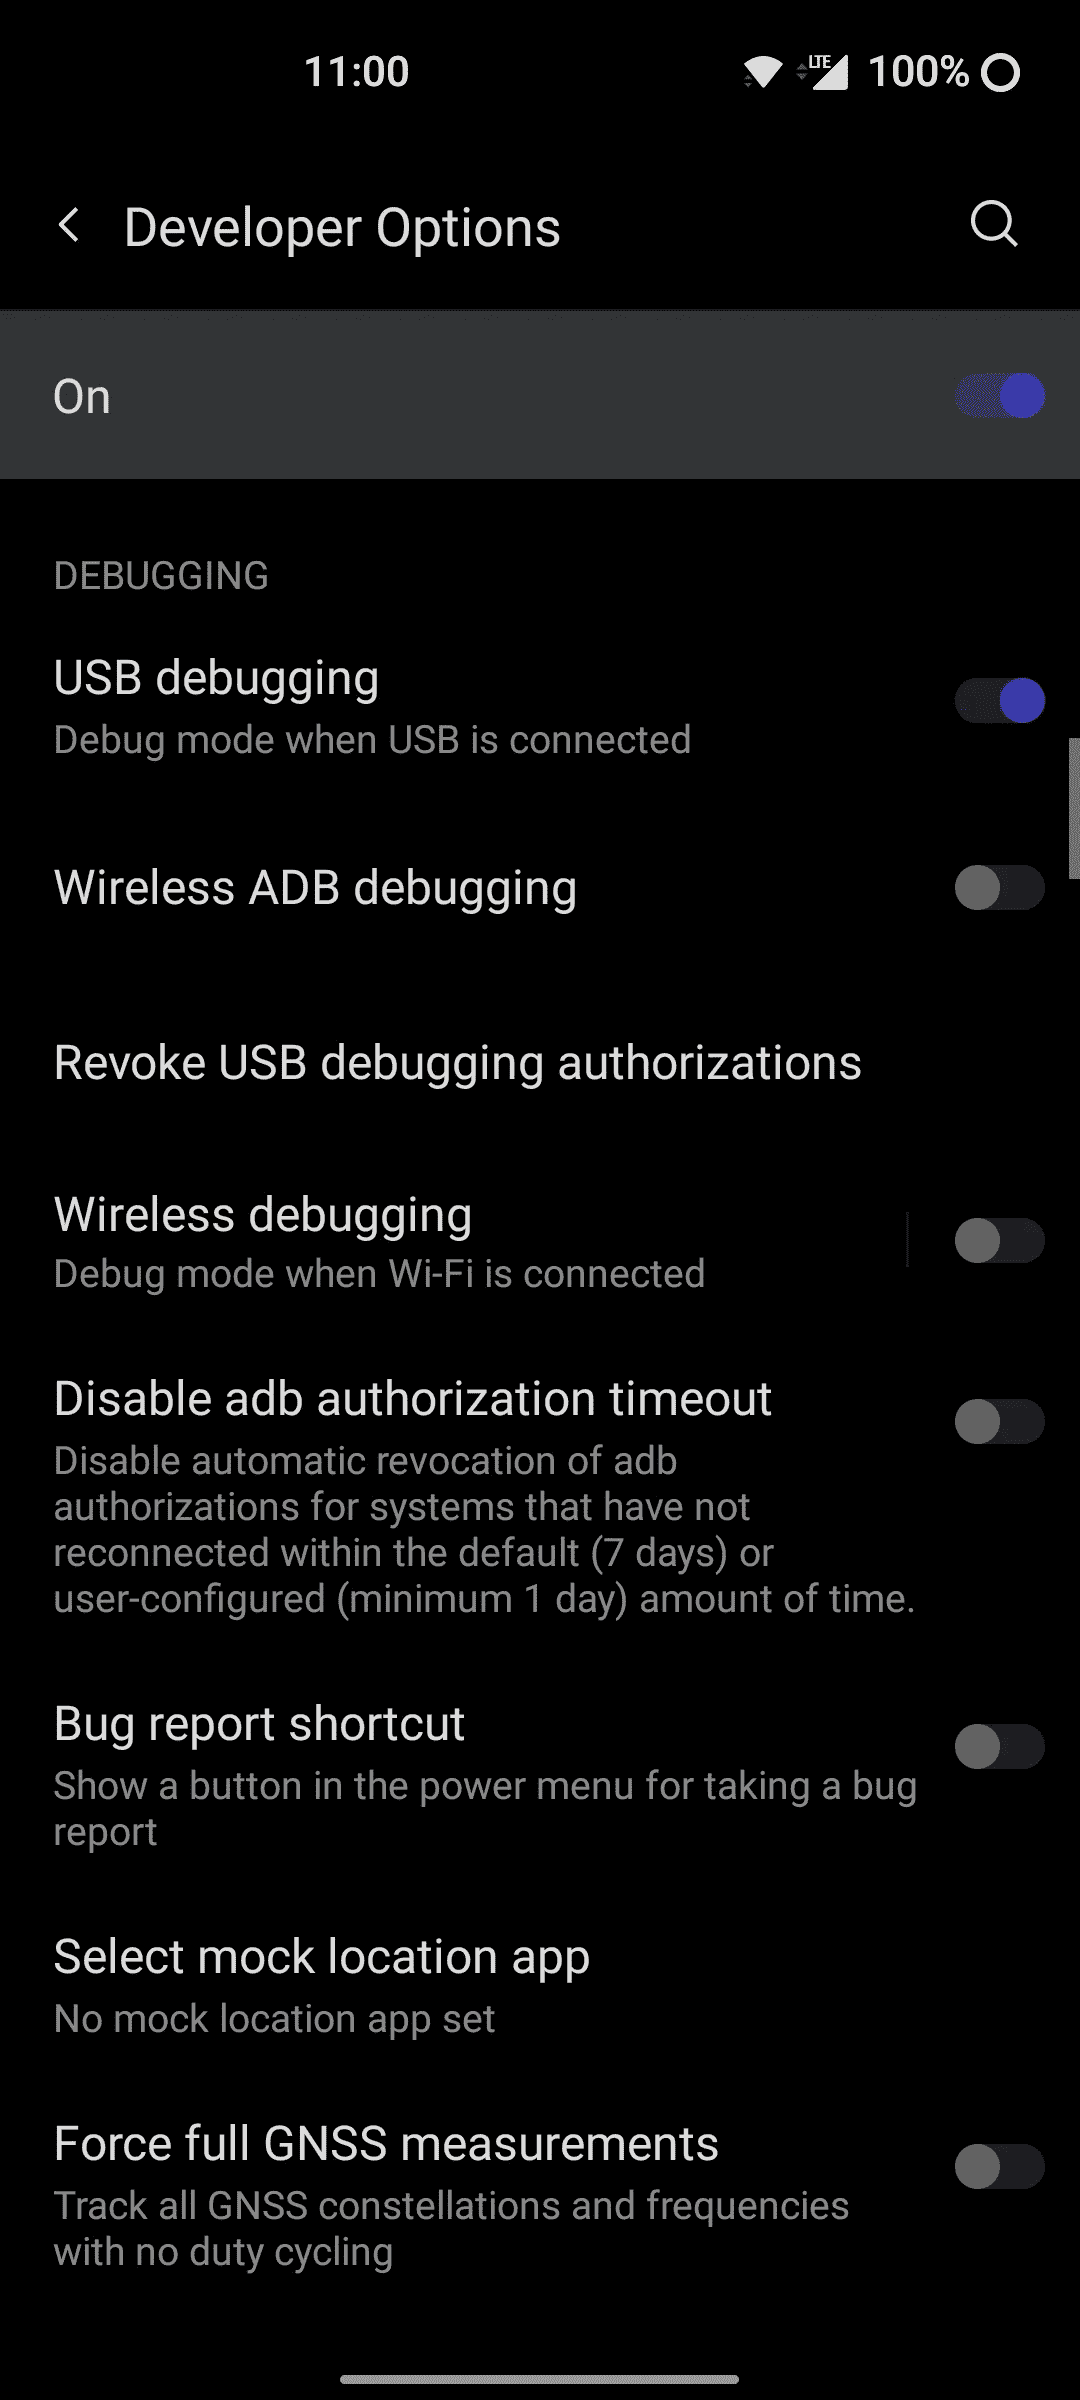 11:00
LTE 100%
Developer Options
On
DEBUGGING
USB debugging
Debug mode when USB is connected
Wireless ADB debugging
Revoke USB debugging authorizations
Wireless debugging
Debug mode when Wi-Fi is connected
Disable adb authorization timeout
Disable automatic revocation of adb
authorizations for systems that have not
reconnected within the default (7 days) or
user-configured (minimum 1 day) amount of time.
Bug report shortcut
Show a button in the power menu for taking a bug
report
Select mock location app
No mock location app set
Force full GNSS measurements
Track all GNSS constellations and frequencies
with no duty cycling